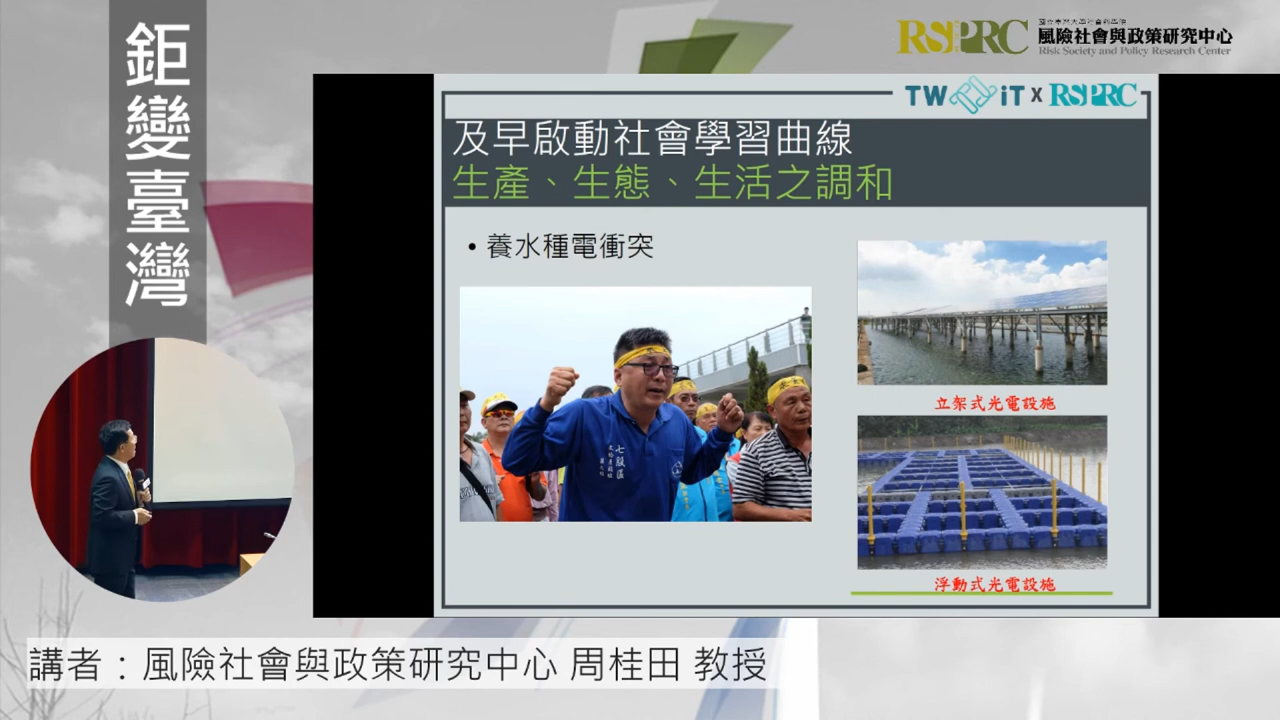 鉅變臺灣
RSPRC
國立臺灣大學社會科學院
風險社會與政策研究中心
Risk Society and Policy Research Center
TW iT x RSPRC
及早啟動社會學習曲線
生產、生態、生活之調和
• 養水種電衝突
七股區
立架式光電設施
浮動式光電設施
講者：風險社會與政策研究中心 周桂田 教授